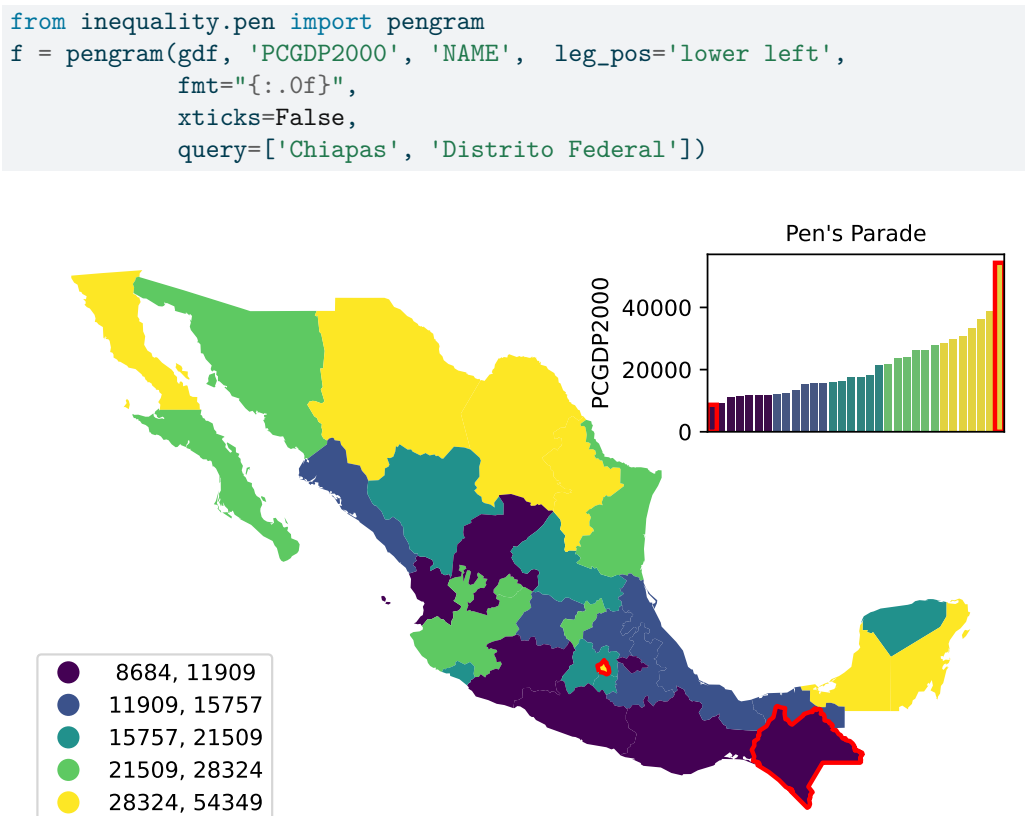 from inequality.pen import pengram
f = pengram(gdf, 'PCGDP2000', 'NAME',  leg_pos='lower left',
            fmt="{:.0f}",
            xticks=False,
            query=['Chiapas', 'Distrito Federal'])
Pen's Parade
PCGDP2000
40000
20000
0
8684, 11909
11909, 15757
15757, 21509
21509, 28324
28324, 54349